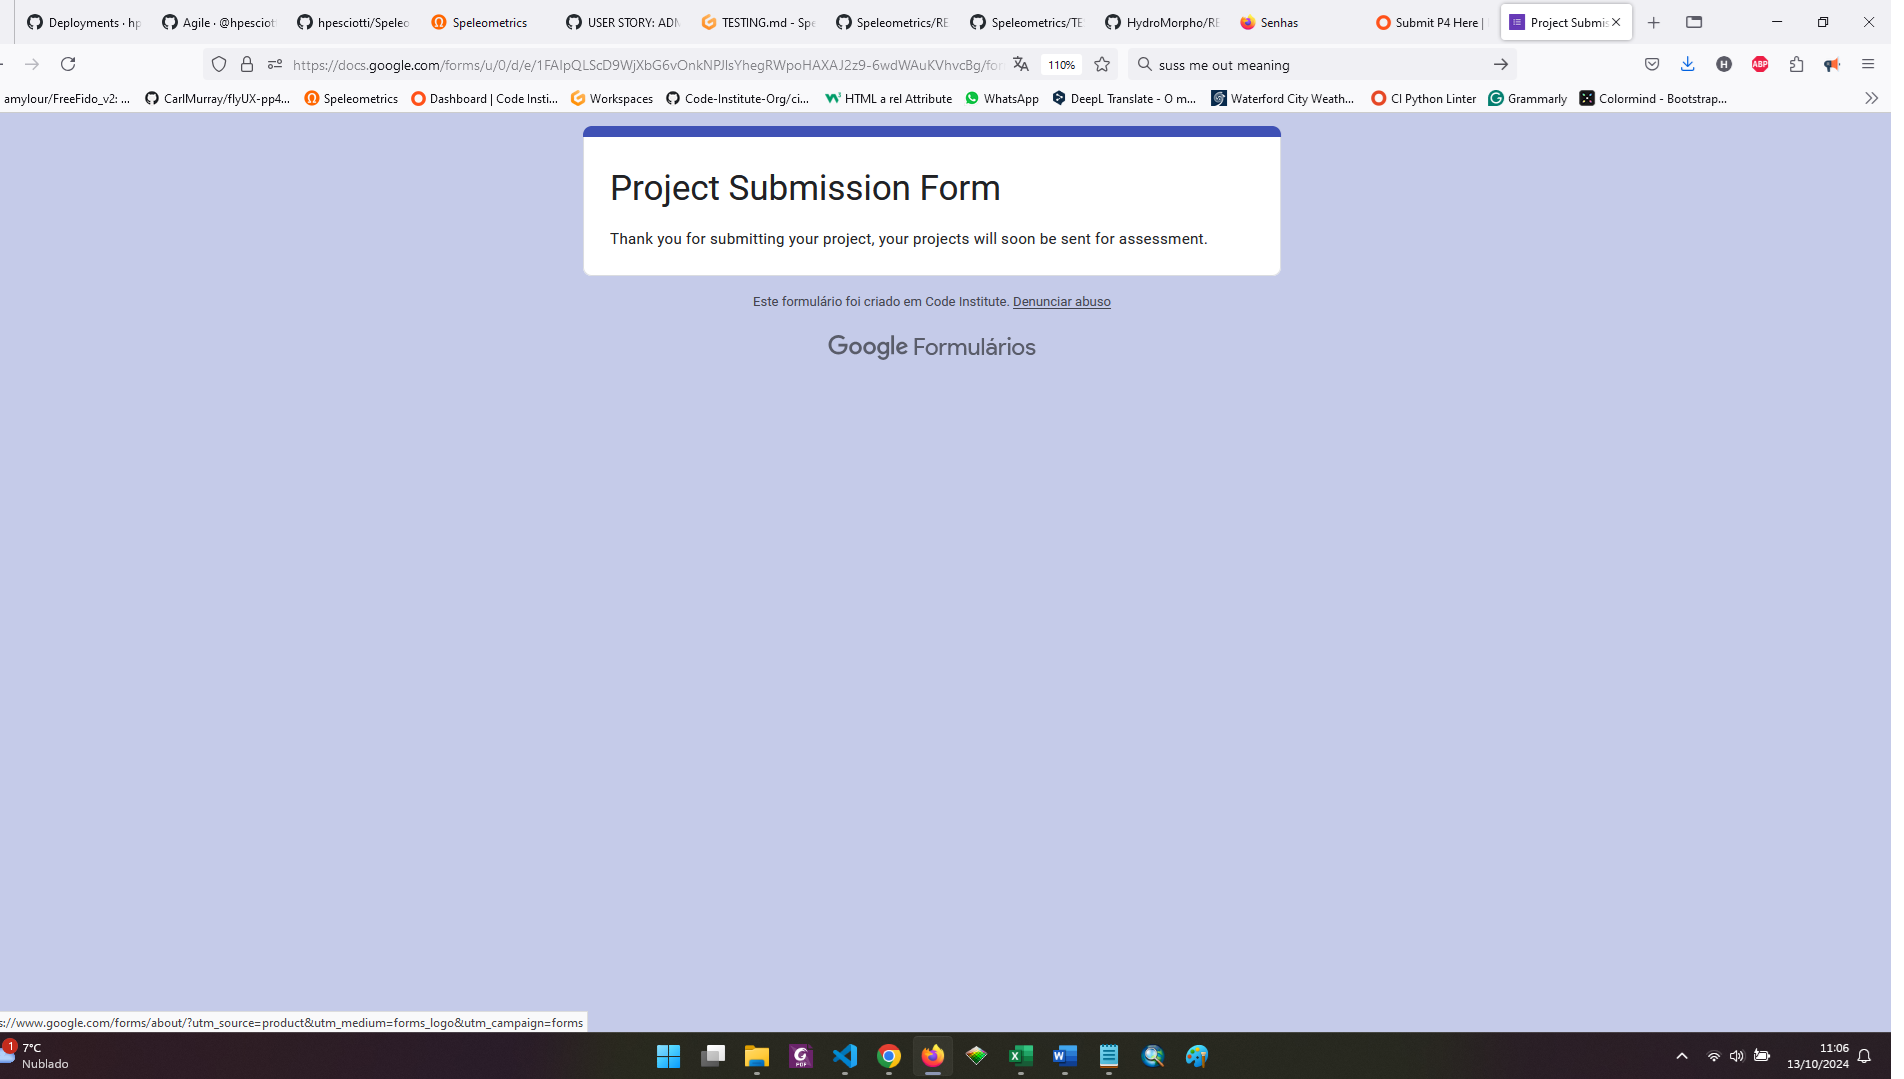 Deployments · hp
Agile · @hpesciot
hpesciotti/Speleo
Speleometrics
USER STORY: ADM
TESTING.md - Spe
Speleometrics/RE
Speleometrics/TE
HydroMorpho/RE
Senhas
Submit P4 Here |
Project Submis
https://docs.google.com/forms/u/0/d/e/1FAIpQLScD9WjXbG6vOnkNPJlsYhegRWpoHAXAJ2z9-6wdWAuKVhvcBg/for
110%
suss me out meaning
H
ABP
amylour/FreeFido_v2: ...
CarlMurray/flyUX-pp4...
Speleometrics
Dashboard | Code Insti...
Workspaces
Code-Institute-Org/ci...
HTML a rel Attribute
WhatsApp
DeepL Translate - O m...
Waterford City Weath...
CI Python Linter
Grammarly
Colormind - Bootstrap...
Project Submission Form
Thank you for submitting your project, your projects will soon be sent for assessment.
Este formulário foi criado em Code Institute. Denunciar abuso
Google Formulários
s://www.google.com/forms/about/?utm_source=product&utm_medium=forms_logo&utm_campaign=forms
1
7°C
Nublado
11:06
13/10/2024